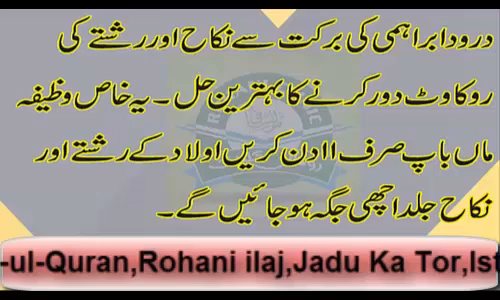 درود ابراہمی کی برکت سے نکاح اور رشتے کی
روکاوٹ دور کرنے کا بہترین حل۔ یہ خاص وظیفہ
ماں باپ صرف ۱۱ دن کریں اولاد کے رشتے اور
نکاح جلد اچھی جگہ ہو جائیں گے۔
-ul-Quran,Rohani ilaj,Jadu Ka Tor,Ist